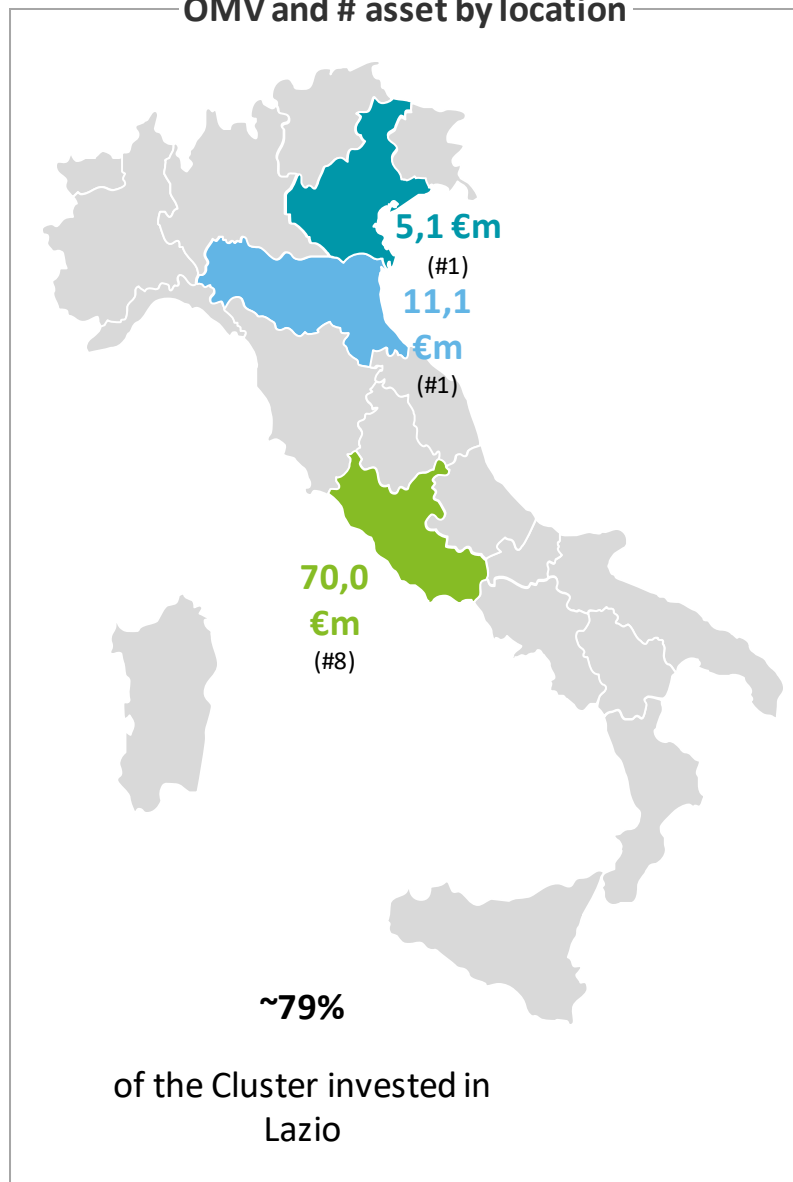 OMV and # asset by location
5,1 €m
(#1)
11,1
€m
(#1)
70,0
€m
(#8)
~79%
of the Cluster invested in
Lazio